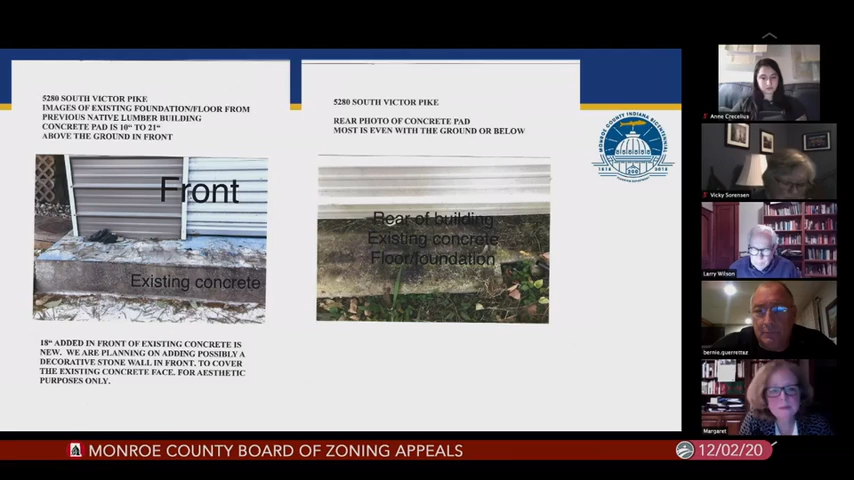 5280 SOUTH VICTOR PIKE
IMAGES OF EXISTING FOUNDATION/FLOOR FROM
PREVIOUS NATIVE LUMBER BUILDING
CONCRETE PAD IS 10" TO 21"
ABOVE THE GROUND IN FRONT
Front
Existing concrete
18" ADDED IN FRONT OF EXISTING CONCRETE IS
NEW. WE ARE PLANNING ON ADDING POSSIBLY A
DECORATIVE STONE WALL IN FRONT. TO COVER
THE EXISTING CONCRETE FACE. FOR AESTHETIC
PURPOSES ONLY.
5280 SOUTH VICTOR PIKE
REAR PHOTO OF CONCRETE PAD
MOST IS EVEN WITH THE GROUND OR BELOW
Rear of building
Existing concrete
Floor/foundation
MONROE COUNTY INDIANA BICENTENNIAL
1818
200
2018
Anne Crecelius
Vicky Sorensen
Larry Wilson
bernie.guerrettaz
Margaret
MONROE COUNTY BOARD OF ZONING APPEALS
12/02/20